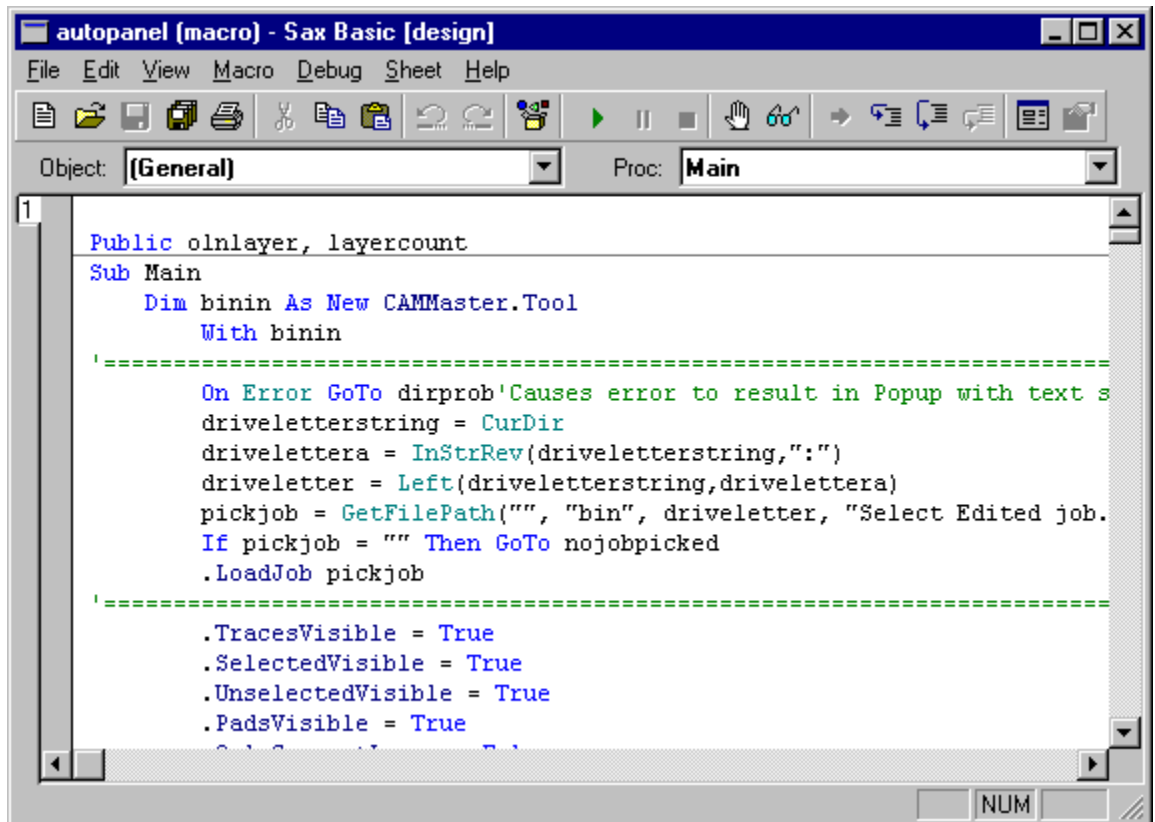 autopanel (macro) - Sax Basic [design]
File Edit View Macro Debug Sheet Help
Object: (General) Proc: Main
1
Public olnlayer, layercount
Sub Main
Dim binin As New CAMMaster.Tool
With binin
'========================================================================
On Error GoTo dirprob'Causes error to result in Popup with text s
driveletterstring = CurDir
drivelettera = InStrRev(driveletterstring,":")
driveletter = Left(driveletterstring,drivelettera)
pickjob = GetFilePath("", "bin", driveletter, "Select Edited job.
If pickjob = "" Then GoTo nojobpicked
.LoadJob pickjob
'========================================================================
.TracesVisible = True
.SelectedVisible = True
.UnselectedVisible = True
.PadsVisible = True
NUM